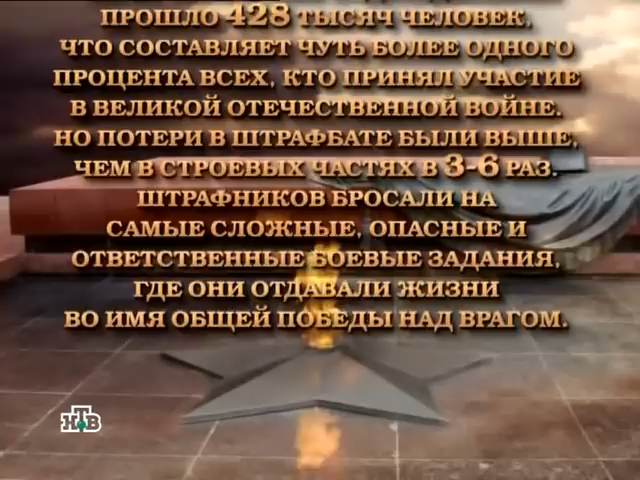 ПРОШЛО 428 ТЫСЯЧ ЧЕЛОВЕК,
ЧТО СОСТАВЛЯЕТ ЧУТЬ БОЛЕЕ ОДНОГО
ПРОЦЕНТА ВСЕХ, КТО ПРИНЯЛ УЧАСТИЕ
В ВЕЛИКОЙ ОТЕЧЕСТВЕННОЙ ВОЙНЕ.
НО ПОТЕРИ В ШТРАФБАТЕ БЫЛИ ВЫШЕ,
ЧЕМ В СТРОЕВЫХ ЧАСТЯХ В 3-6 РАЗ.
ШТРАФНИКОВ БРОСАЛИ НА
САМЫЕ СЛОЖНЫЕ, ОПАСНЫЕ И
ОТВЕТСТВЕННЫЕ БОЕВЫЕ ЗАДАНИЯ,
ГДЕ ОНИ ОТДАВАЛИ ЖИЗНИ
ВО ИМЯ ОБЩЕЙ ПОБЕДЫ НАД ВРАГОМ.
НТВ